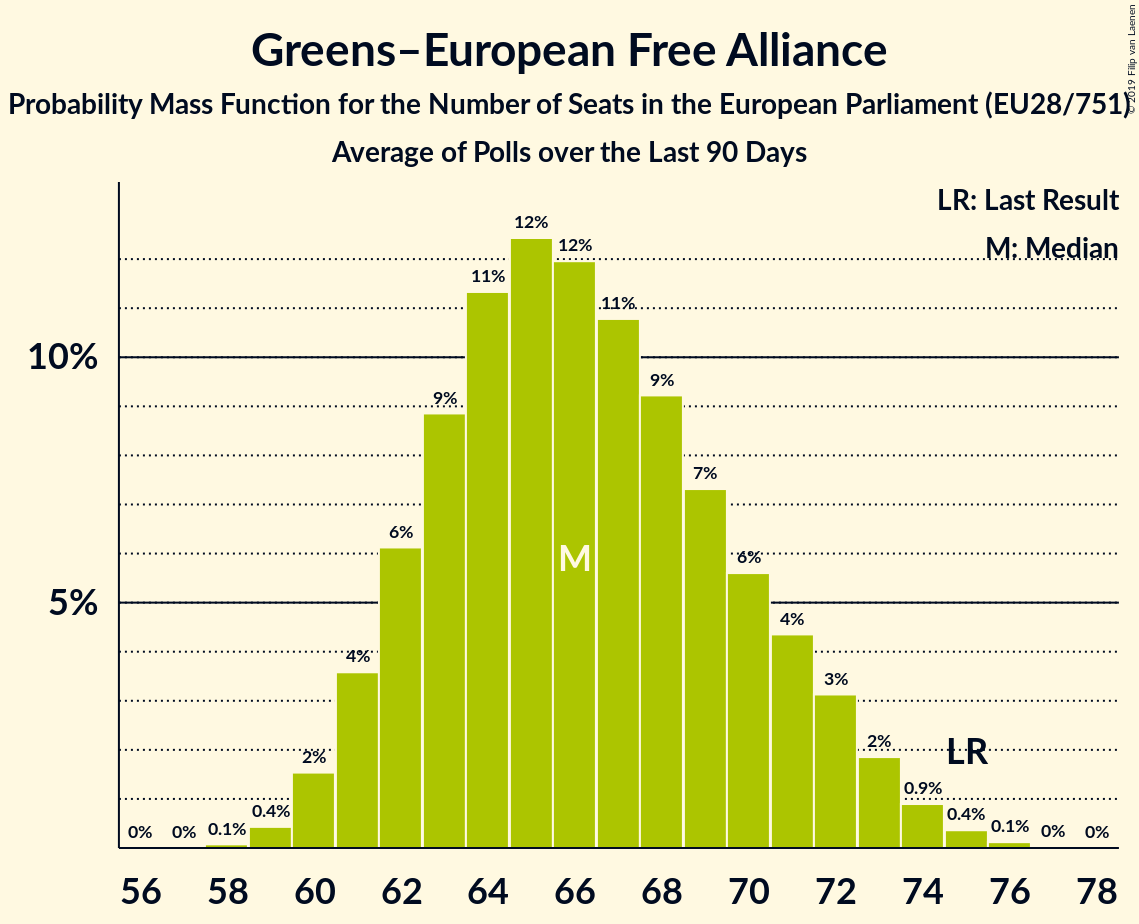 Greens–European Free Alliance
Probability Mass Function for the Number of Seats in the European Parliament (EU28/751)
Average of Polls over the Last 90 Days
© 2019 Filip van Laenen
LR: Last Result
M: Median
10%
5%
0% 0% 0.1% 0.4% 2% 4% 6% 9% 11% 12% 12% 11% 9% 7% 6% 4% 3% 2% 0.9% 0.4% 0.1% 0% 0%
M
LR
56 58 60 62 64 66 68 70 72 74 76 78